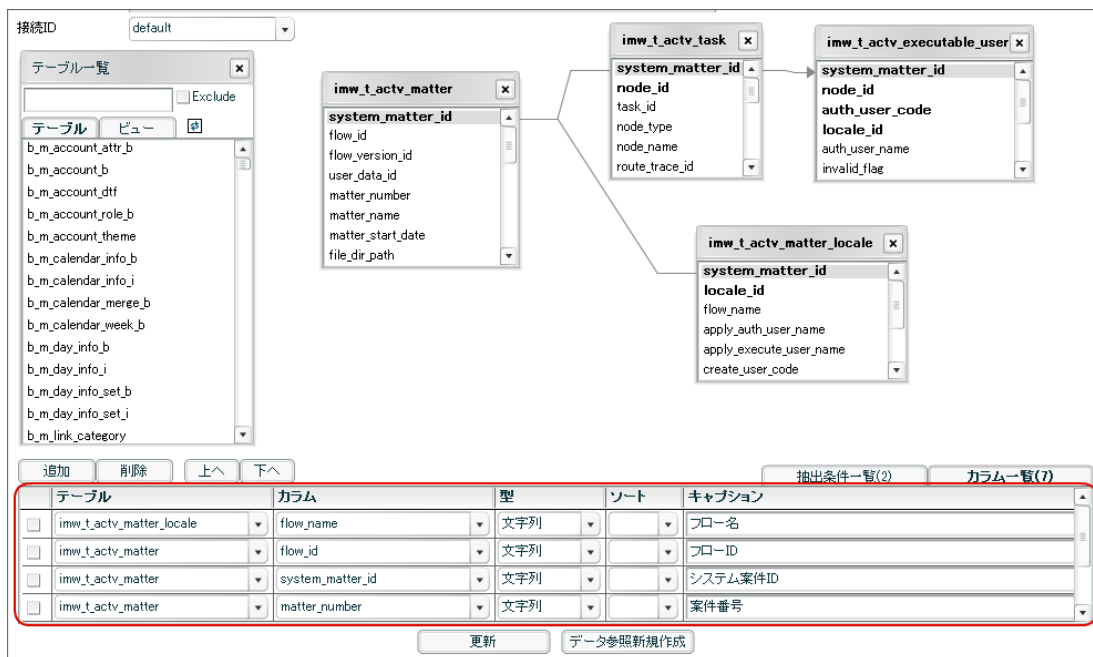 接続ID
default
テーブル一覧
Exclude
テーブル
ビュー
b_m_account_attr_b
b_m_account_b
b_m_account_dtf
b_m_account_role_b
b_m_account_theme
b_m_calendar_info_b
b_m_calendar_info_i
b_m_calendar_merge_b
b_m_calendar_week_b
b_m_day_info_b
b_m_day_info_i
b_m_day_info_set_b
b_m_day_info_set_i
b_m_link_category
imw_t_actv_matter
system_matter_id
flow_id
flow_version_id
user_data_id
matter_number
matter_name
matter_start_date
file_dir_path
imw_t_actv_task
system_matter_id
node_id
task_id
node_type
node_name
route_trace_id
imw_t_actv_executable_user
system_matter_id
node_id
auth_user_code
locale_id
auth_user_name
invalid_flag
imw_t_actv_matter_locale
system_matter_id
locale_id
flow_name
apply_auth_user_name
apply_execute_user_name
create_user_code
追加 削除 上へ 下へ
抽出条件一覧(2) カラム一覧(7)
テーブル カラム 型 ソート キャプション
imw_t_actv_matter_locale flow_name 文字列 フロー名
imw_t_actv_matter flow_id 文字列 フローID
imw_t_actv_matter system_matter_id 文字列 システム案件ID
imw_t_actv_matter matter_number 文字列 案件番号
更新 データ参照新規作成